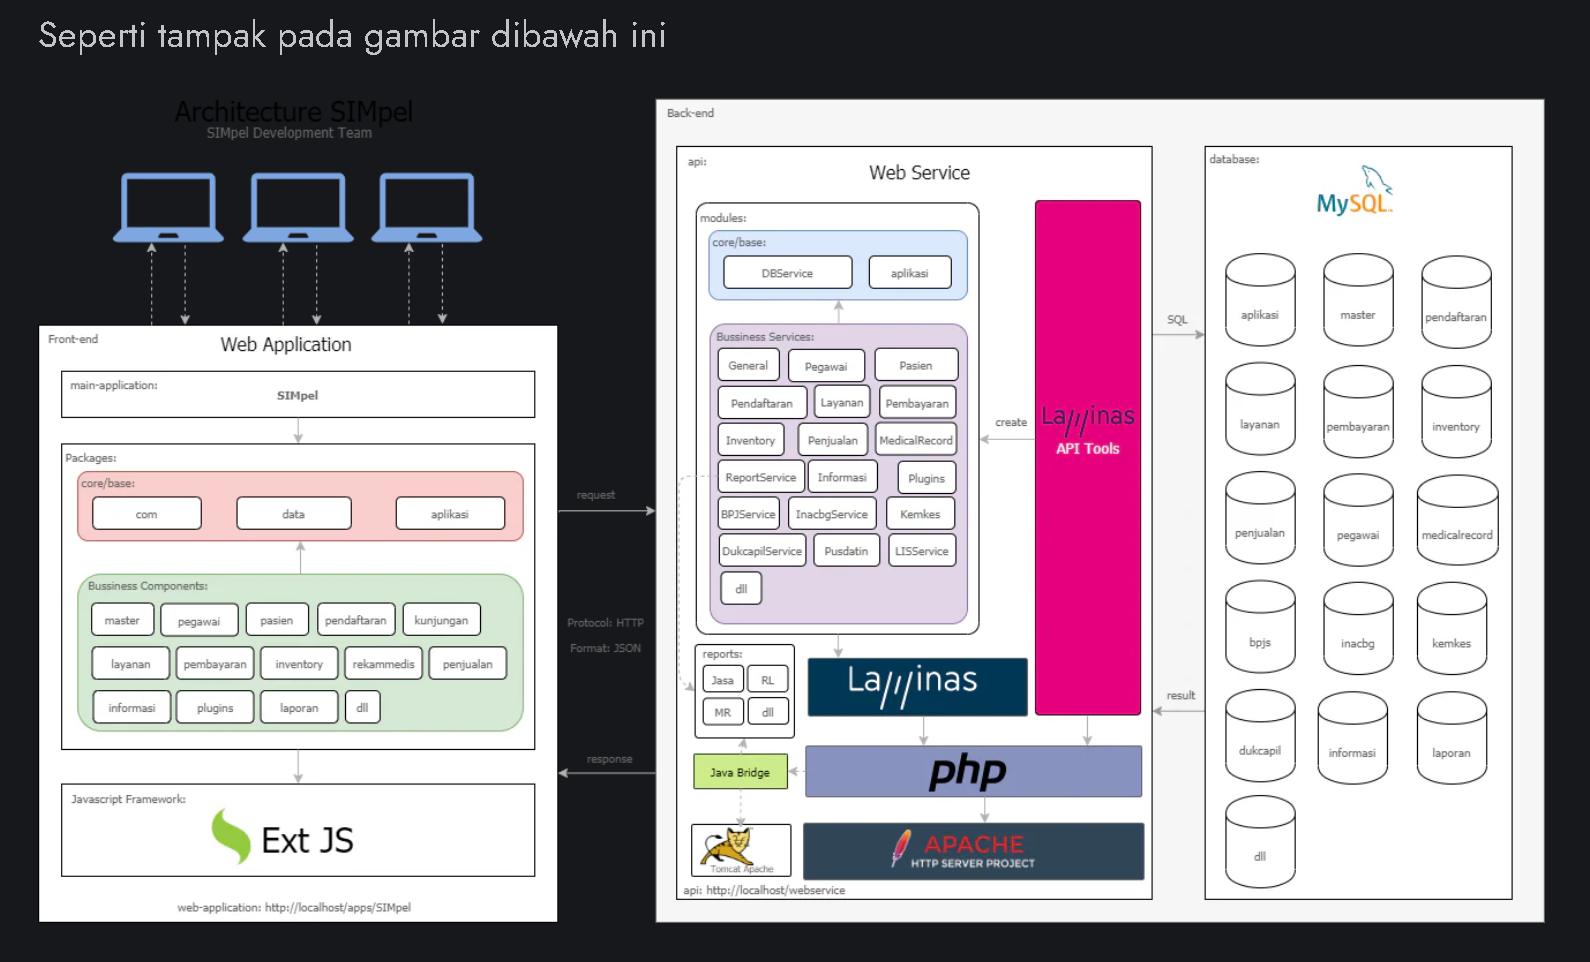 Seperti tampak pada gambar dibawah ini
Architecture SIMpel
SIMpel Development Team
Front-end
Web Application
main-application:
SIMpel
Packages:
core/base:
com
data
aplikasi
Bussiness Components:
master
pegawai
pasien
pendaftaran
kunjungan
layanan
pembayaran
inventory
rekammedis
penjualan
informasi
plugins
laporan
dll
Javascript Framework:
Ext JS
web-application: http://localhost/apps/SIMpel
request
Protocol: HTTP
Format: JSON
response
Back-end
api:
Web Service
modules:
core/base:
DBService
aplikasi
Bussiness Services:
General
Pegawai
Pasien
Pendaftaran
Layanan
Pembayaran
Inventory
Penjualan
MedicalRecord
ReportService
Informasi
Plugins
BPJService
InacbgService
Kemkes
DukcapilService
Pusdatin
LISService
dll
create
Laminas
API Tools
reports:
Jasa
RL
MR
dll
Laminas
Java Bridge
php
Tomcat Apache
APACHE
HTTP SERVER PROJECT
api: http://localhost/webservice
SQL
result
database:
MySQL
aplikasi
master
pendaftaran
layanan
pembayaran
inventory
penjualan
pegawai
medicalrecord
bpjs
inacbg
kemkes
dukcapil
informasi
laporan
dll